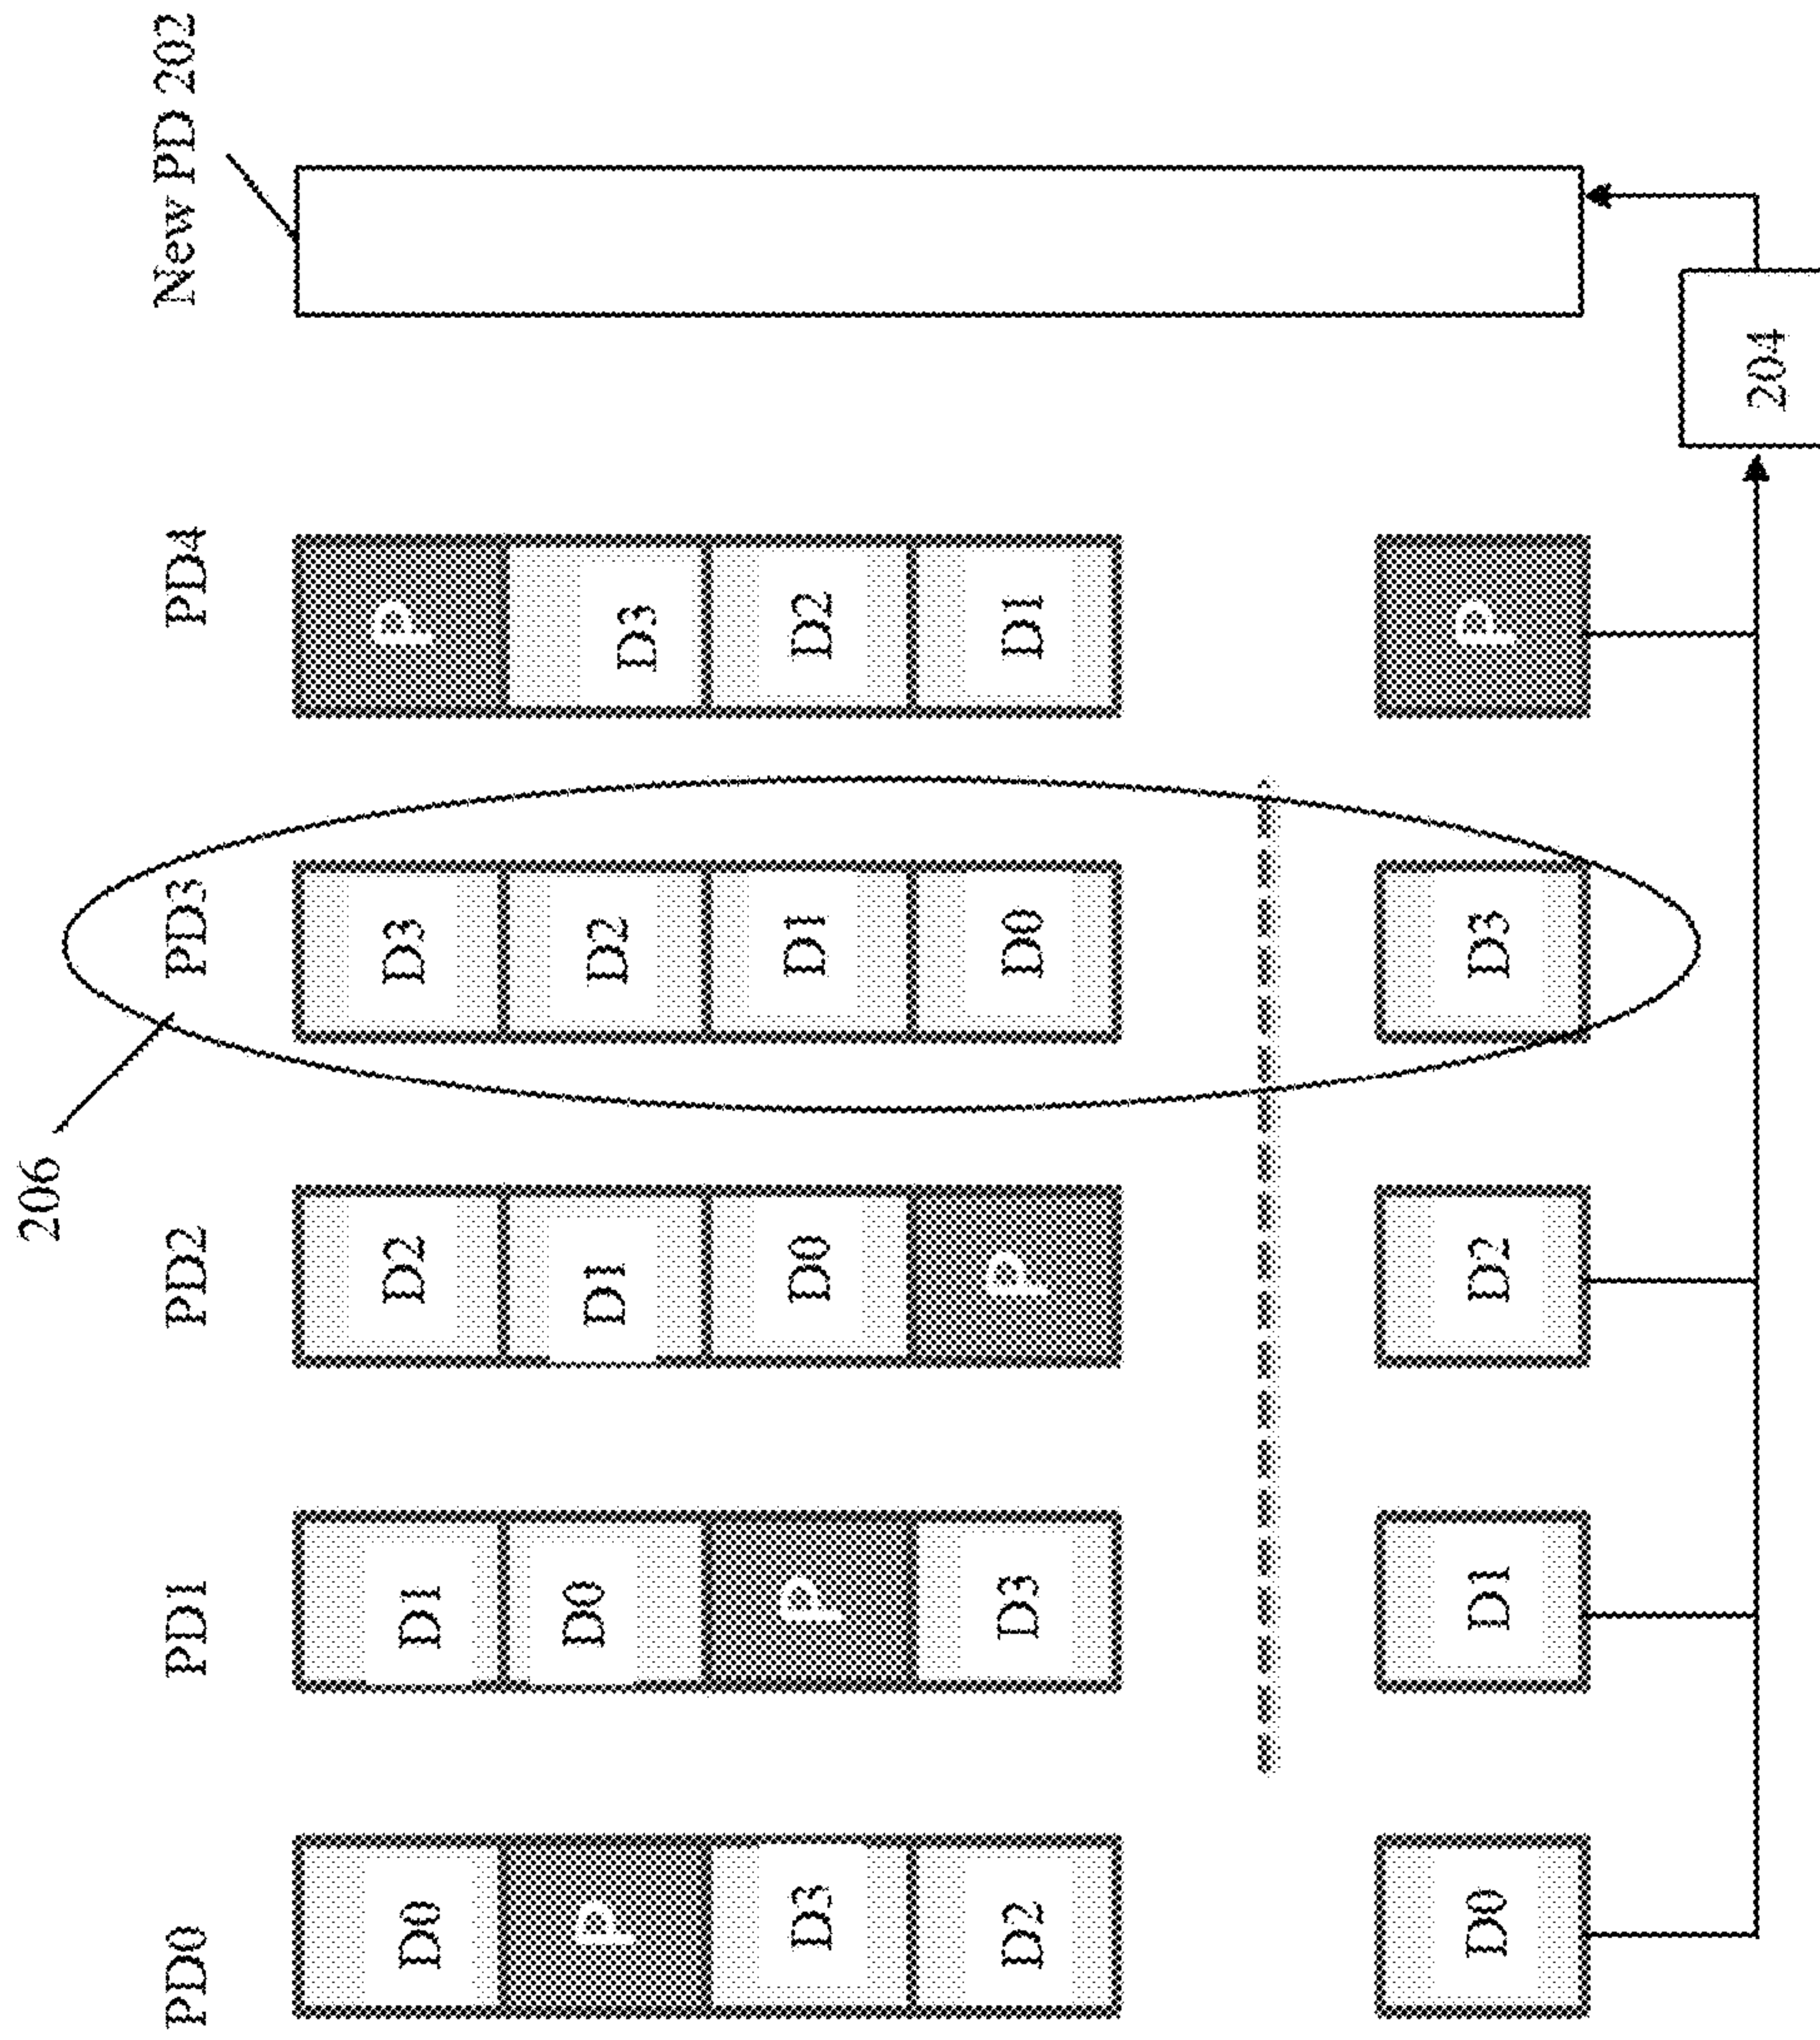 206
PD0 PD1 PD2 PD3 PD4 New PD 202
D0 D1 D2 D3 P
P D0 D1 D2 D3
D3 P D0 D1 D2
D2 D3 P D0 D1
D0 D1 D2 D3 P
204